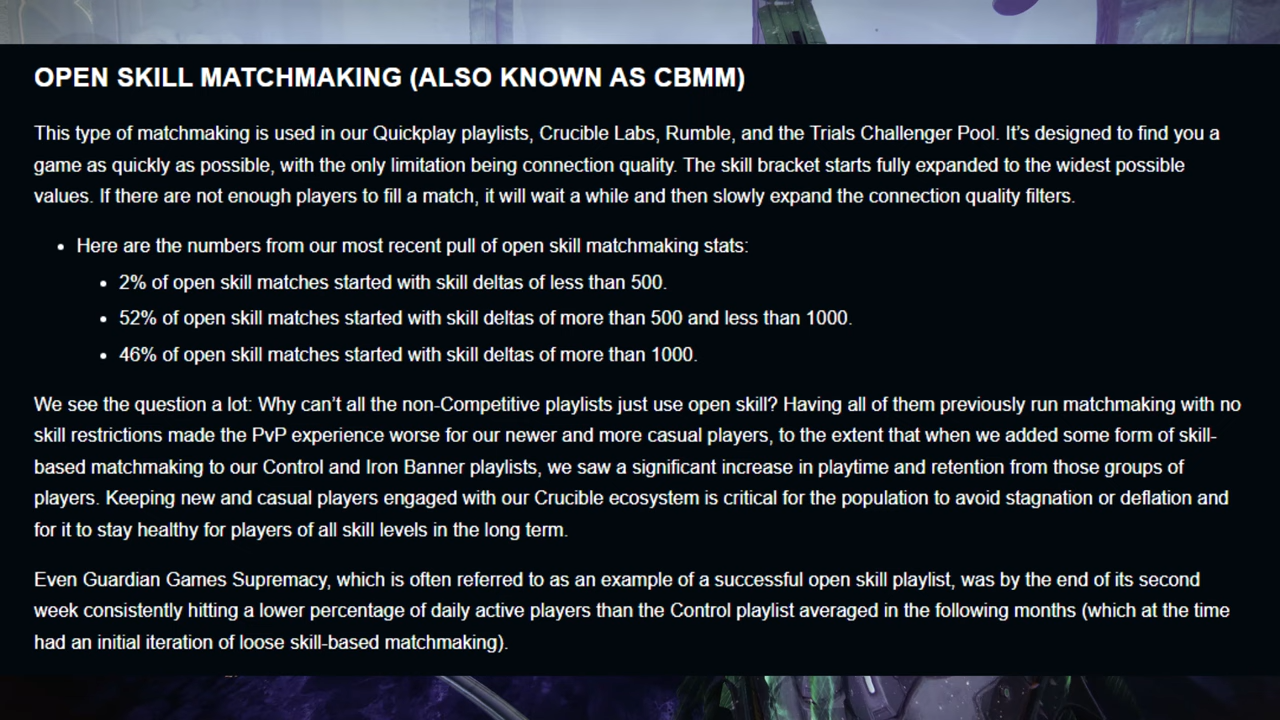 OPEN SKILL MATCHMAKING (ALSO KNOWN AS CBMM)
This type of matchmaking is used in our Quickplay playlists, Crucible Labs, Rumble, and the Trials Challenger Pool. It’s designed to find you a
game as quickly as possible, with the only limitation being connection quality. The skill bracket starts fully expanded to the widest possible
values. If there are not enough players to fill a match, it will wait a while and then slowly expand the connection quality filters.
• Here are the numbers from our most recent pull of open skill matchmaking stats:
• 2% of open skill matches started with skill deltas of less than 500.
• 52% of open skill matches started with skill deltas of more than 500 and less than 1000.
• 46% of open skill matches started with skill deltas of more than 1000.
We see the question a lot: Why can’t all the non-Competitive playlists just use open skill? Having all of them previously run matchmaking with no
skill restrictions made the PvP experience worse for our newer and more casual players, to the extent that when we added some form of skill-
based matchmaking to our Control and Iron Banner playlists, we saw a significant increase in playtime and retention from those groups of
players. Keeping new and casual players engaged with our Crucible ecosystem is critical for the population to avoid stagnation or deflation and
for it to stay healthy for players of all skill levels in the long term.
Even Guardian Games Supremacy, which is often referred to as an example of a successful open skill playlist, was by the end of its second
week consistently hitting a lower percentage of daily active players than the Control playlist averaged in the following months (which at the time
had an initial iteration of loose skill-based matchmaking).